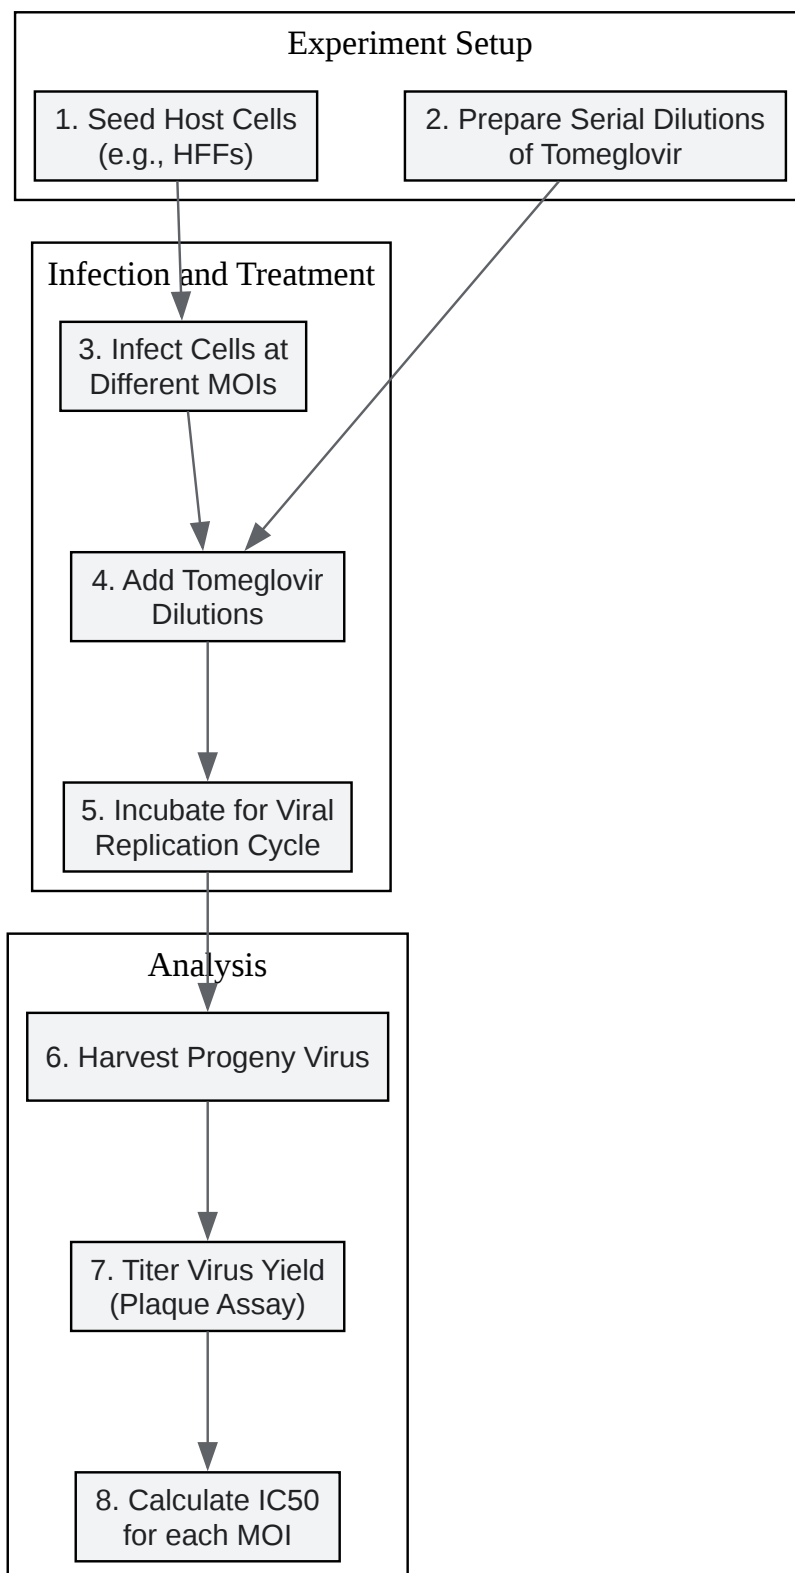 Experiment Setup
1. Seed Host Cells
(e.g., HFFs)
2. Prepare Serial Dilutions
of Tomeglovir
Infection and Treatment
3. Infect Cells at
Different MOIs
4. Add Tomeglovir
Dilutions
5. Incubate for Viral
Replication Cycle
Analysis
6. Harvest Progeny Virus
7. Titer Virus Yield
(Plaque Assay)
8. Calculate IC50
for each MOI